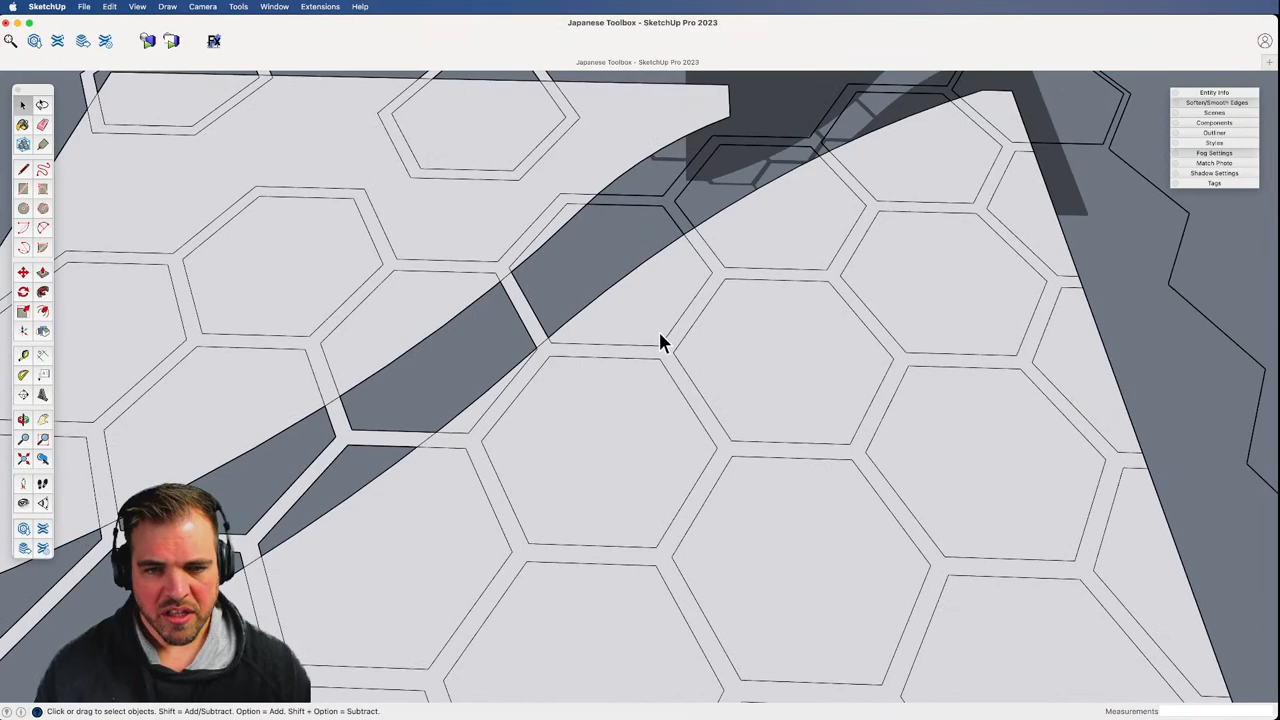 SketchUp File Edit View Draw Camera Tools Window Extensions Help
Japanese Toolbox - SketchUp Pro 2023
Japanese Toolbox - SketchUp Pro 2023
Entity Info
Soften/Smooth Edges
Scenes
Components
Outliner
Styles
Fog Settings
Match Photo
Shadow Settings
Tags
Click or drag to select objects. Shift = Add/Subtract. Option = Add. Shift + Option = Subtract.
Measurements